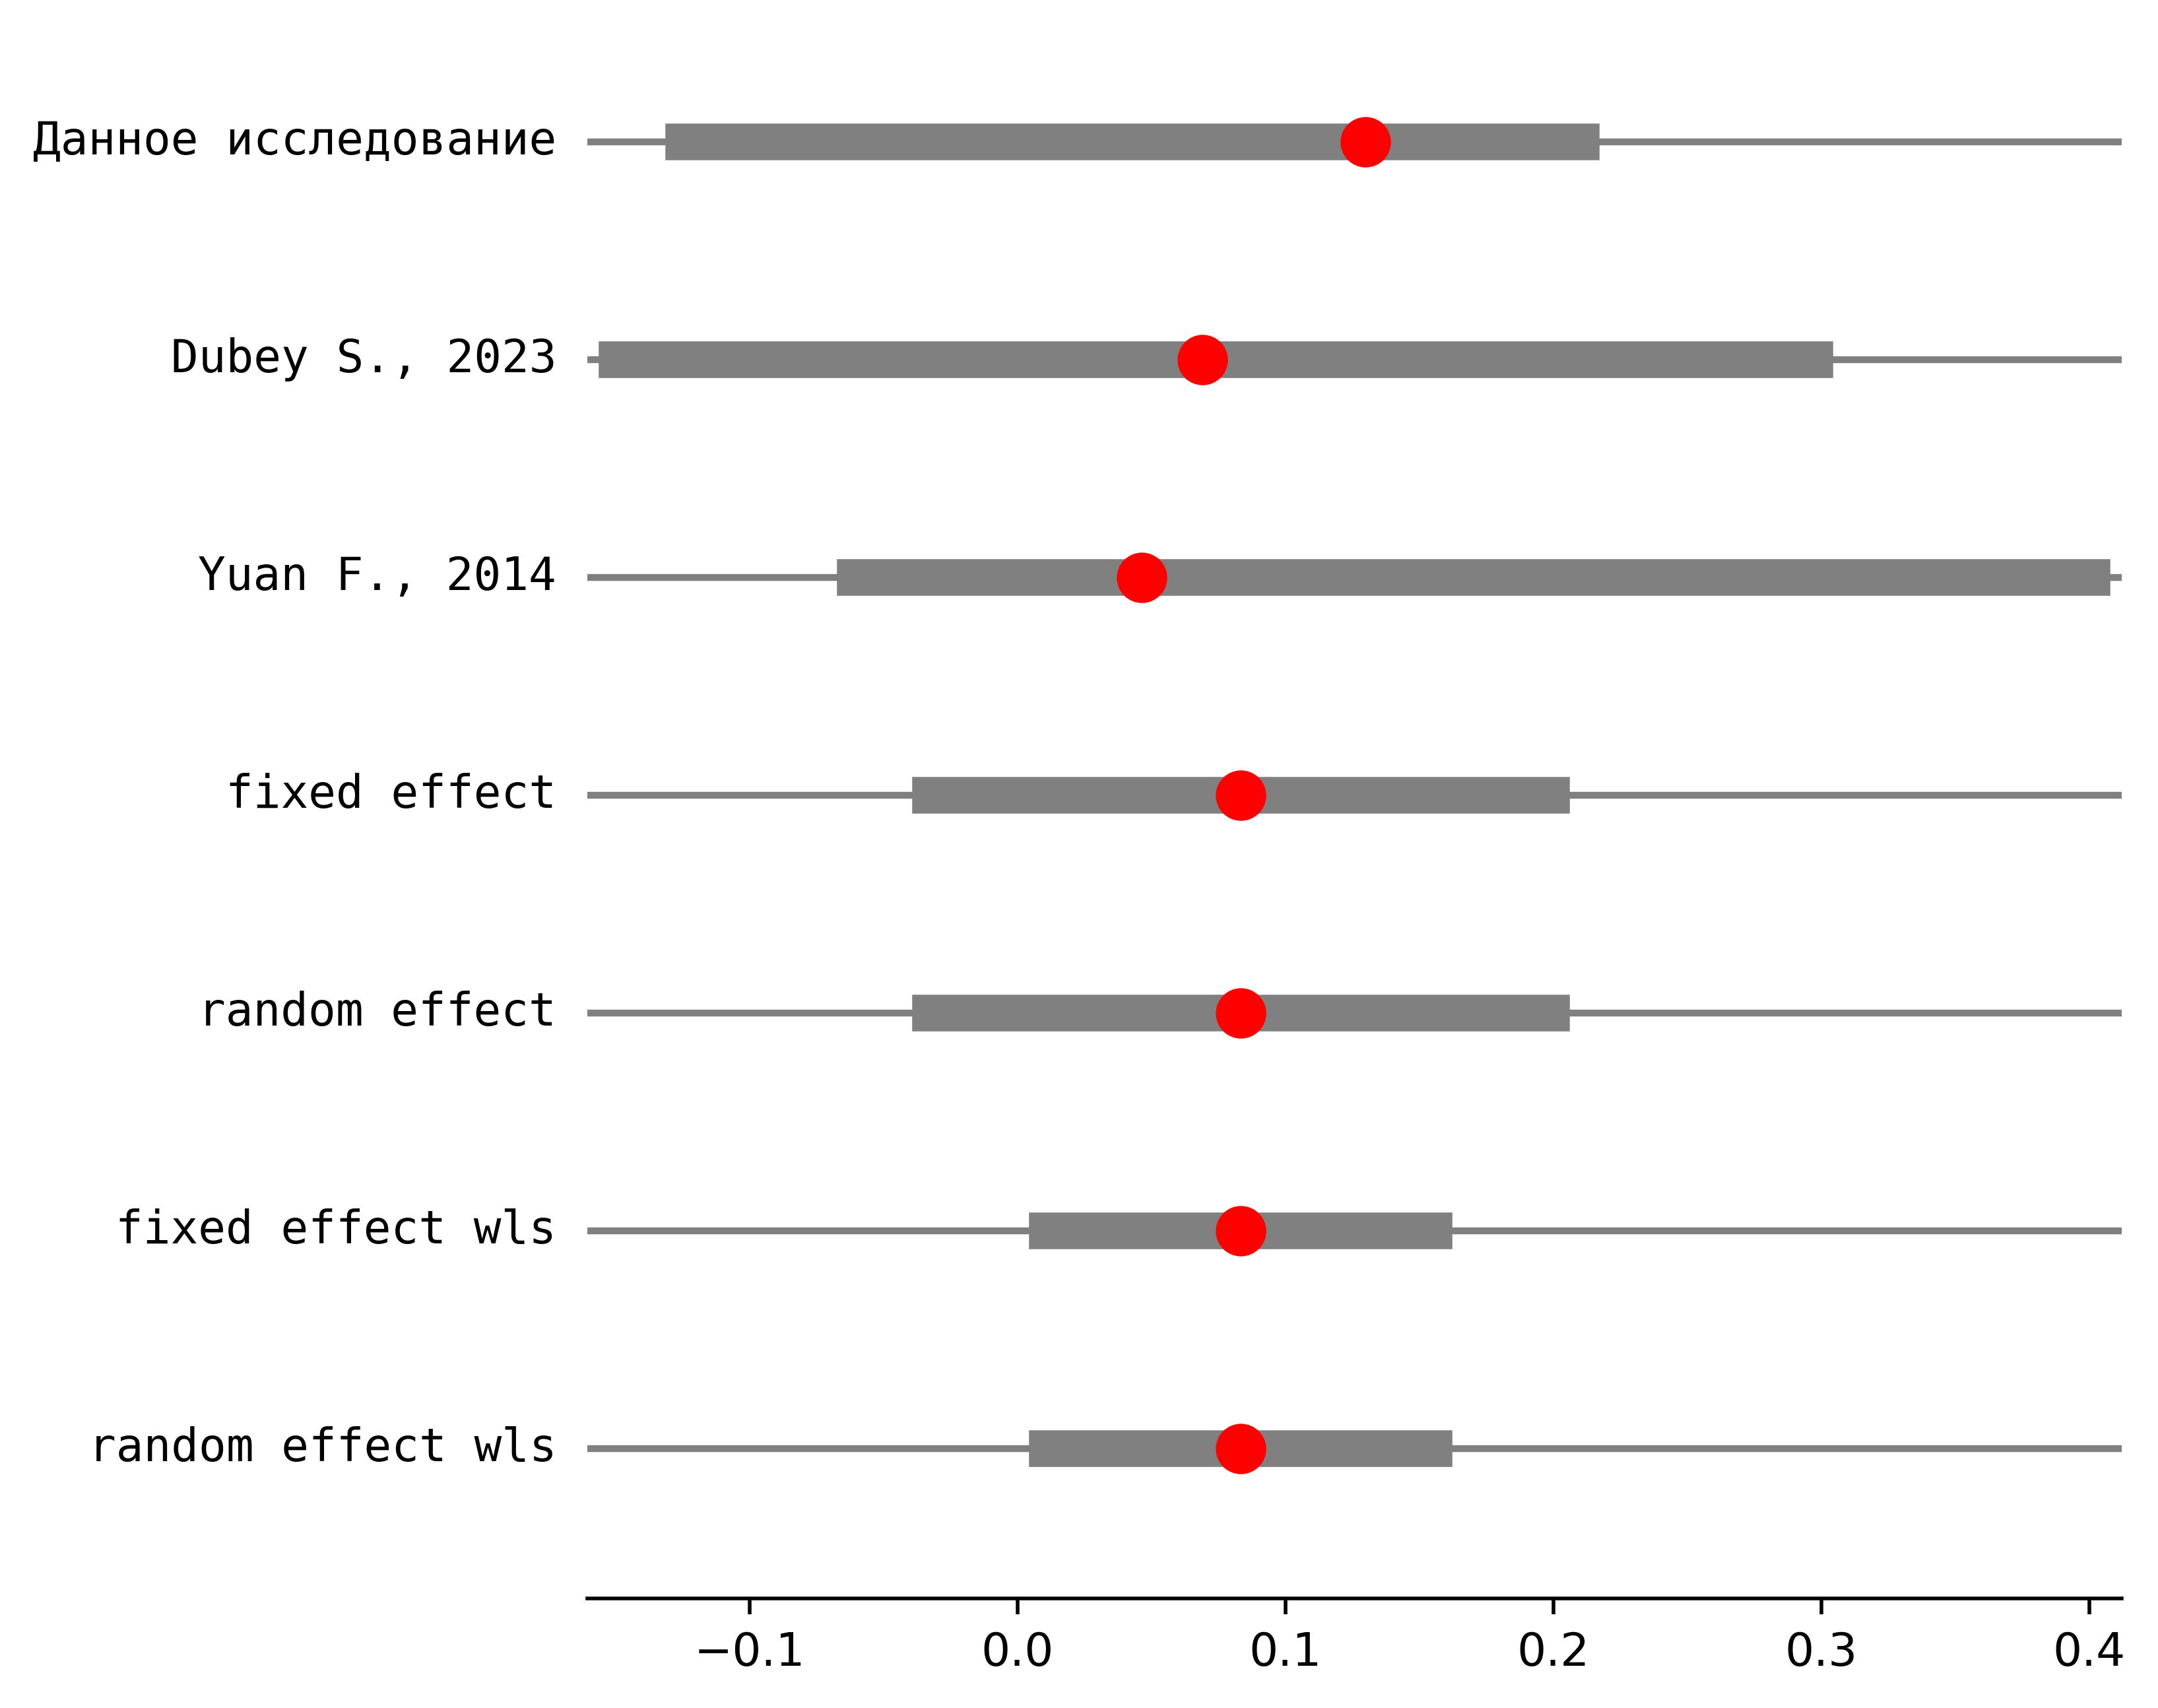 Данное исследование
Dubey S., 2023
Yuan F., 2014
fixed effect
random effect
fixed effect wls
random effect wls
−0.1 0.0 0.1 0.2 0.3 0.4